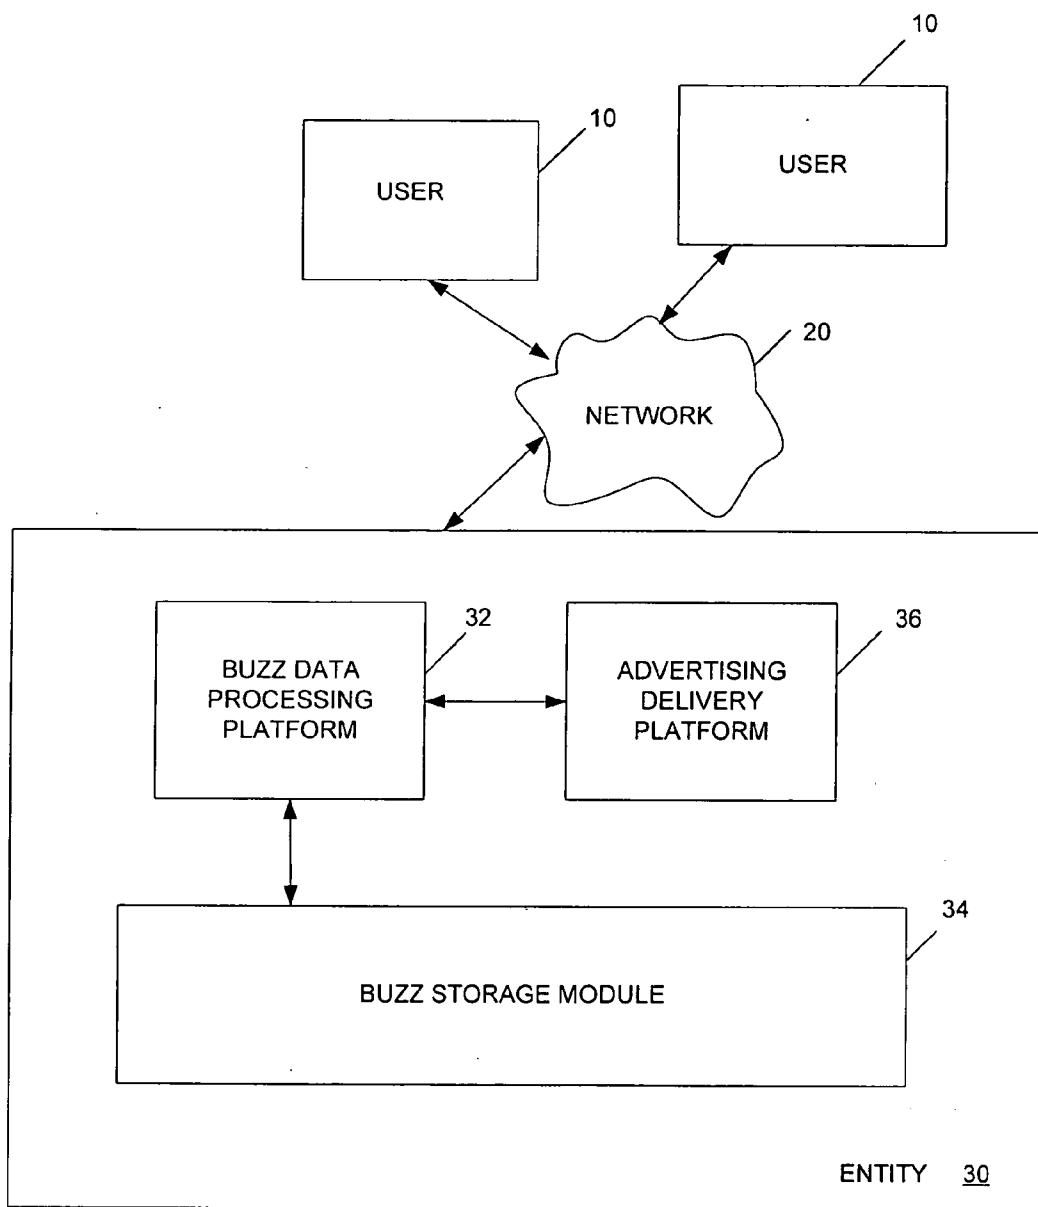 10
10
USER
USER
20
NETWORK
32
36
BUZZ DATA
PROCESSING
PLATFORM
ADVERTISING
DELIVERY
PLATFORM
34
BUZZ STORAGE MODULE
ENTITY 30